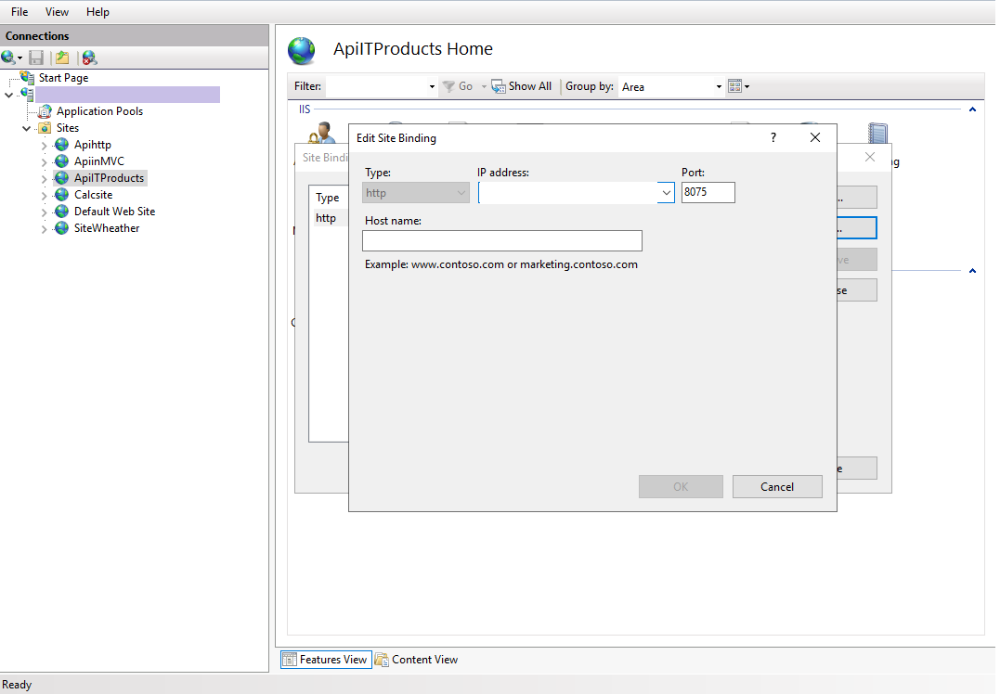 File View Help
Connections
ApiITProducts Home
Start Page
Filter: Go Show All Group by: Area
Application Pools
IIS
Sites
Apihttp
ApiinMVC
ApiITProducts
Calcsite
Default Web Site
SiteWheather
Edit Site Binding ?
Site Bindi
Type: IP address: Port:
http 8075
Type
http
Host name:
Example: www.contoso.com or marketing.contoso.com
OK Cancel
Features View Content View
Ready